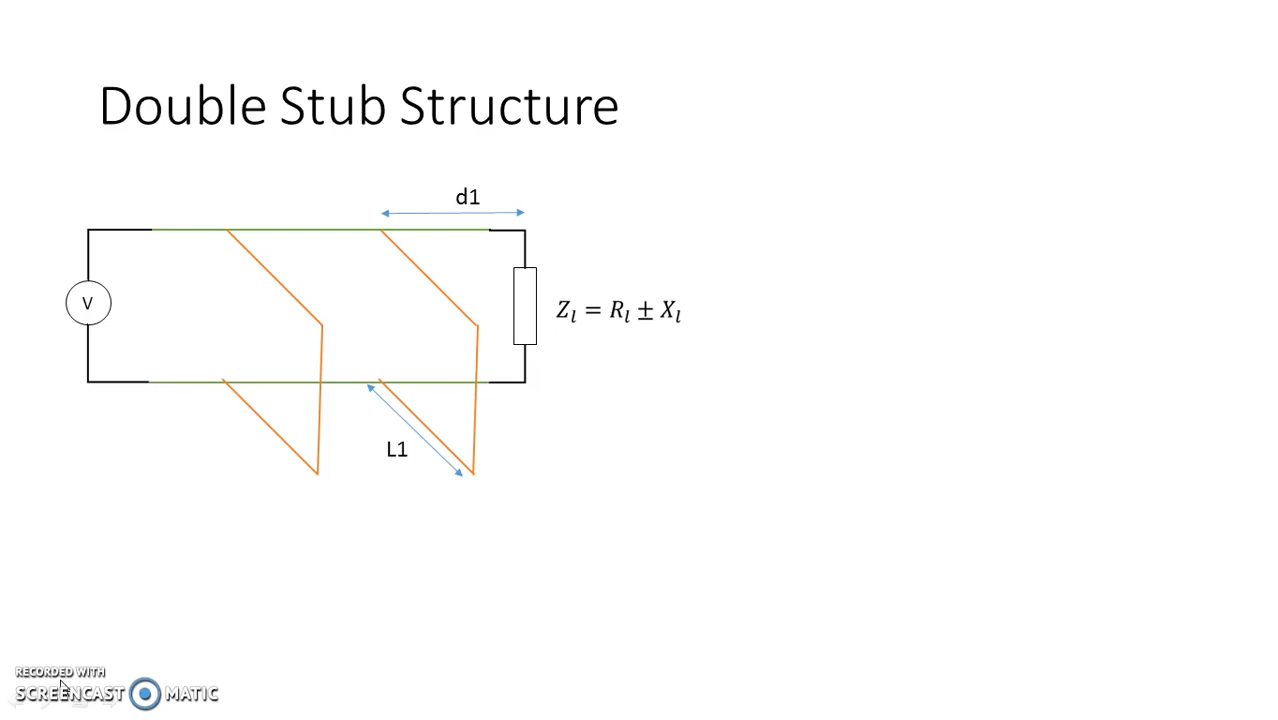 Double Stub Structure
d1
V
Z_l = R_l ± X_l
L1
RECORDED WITH
SCREENCAST MATIC